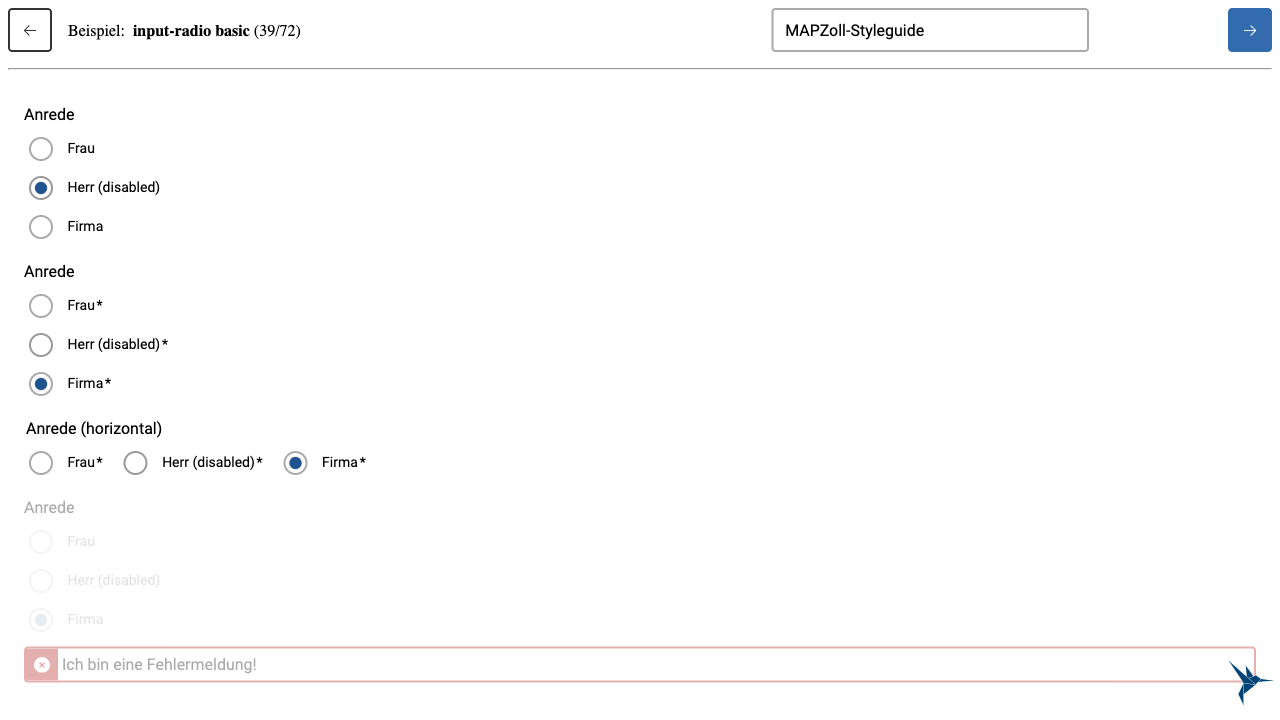 Beispiel: input-radio basic (39/72)
MAPZoll-Styleguide
Anrede
Frau
Herr (disabled)
Firma
Anrede
Frau*
Herr (disabled)*
Firma*
Anrede (horizontal)
Frau* Herr (disabled)* Firma*
Anrede
Frau
Herr (disabled)
Firma
Ich bin eine Fehlermeldung!